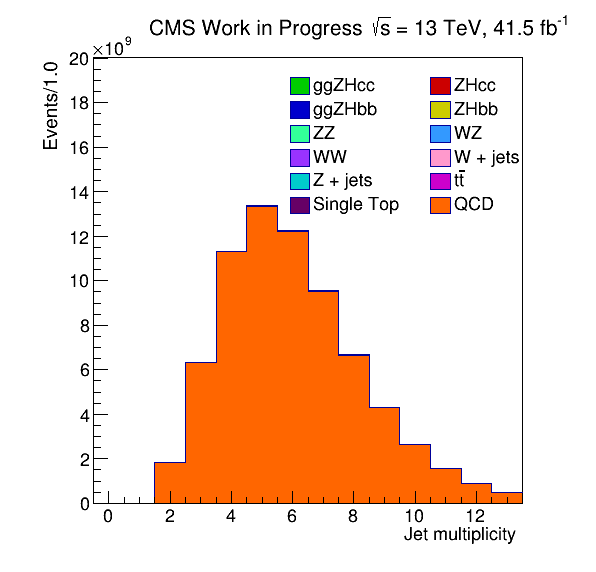 CMS Work in Progress √s = 13 TeV, 41.5 fb⁻¹
×10⁹
Events/1.0
20
18
16
14
12
10
8
6
4
2
0
ggZHcc ZHcc
ggZHbb ZHbb
ZZ WZ
WW W + jets
Z + jets tt̄
Single Top QCD
0 2 4 6 8 10 12
Jet multiplicity